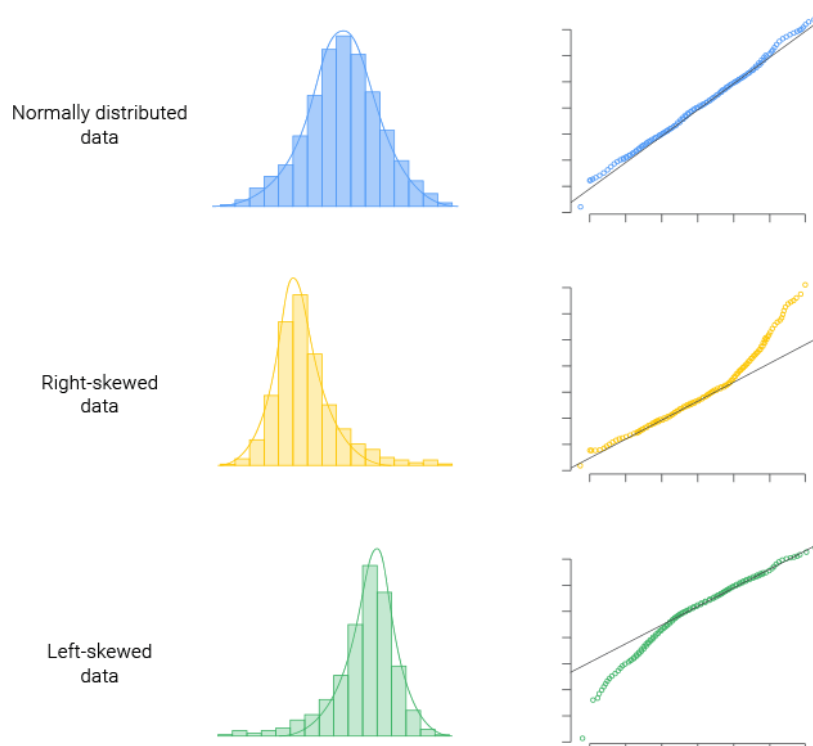 Normally distributed
data
Right-skewed
data
Left-skewed
data